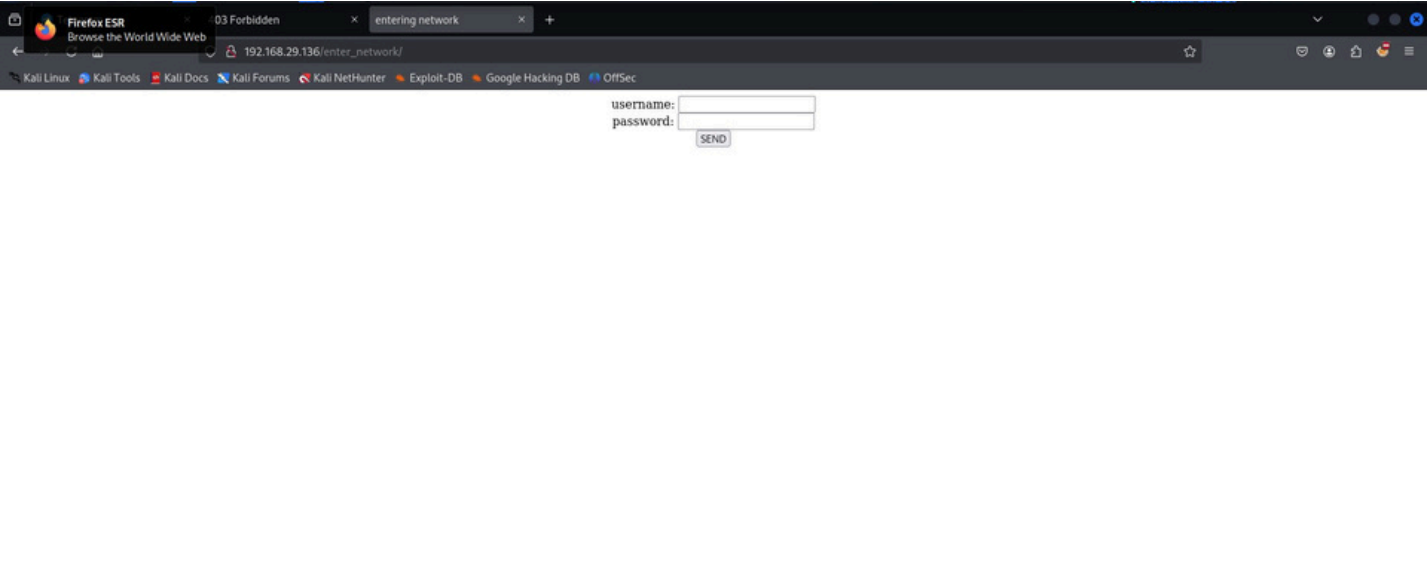 Firefox ESR
Browse the World Wide Web
03 Forbidden
entering network
192.168.29.136/enter_network/
Kali Linux Kali Tools Kali Docs Kali Forums Kali NetHunter Exploit-DB Google Hacking DB OffSec
username:
password:
SEND